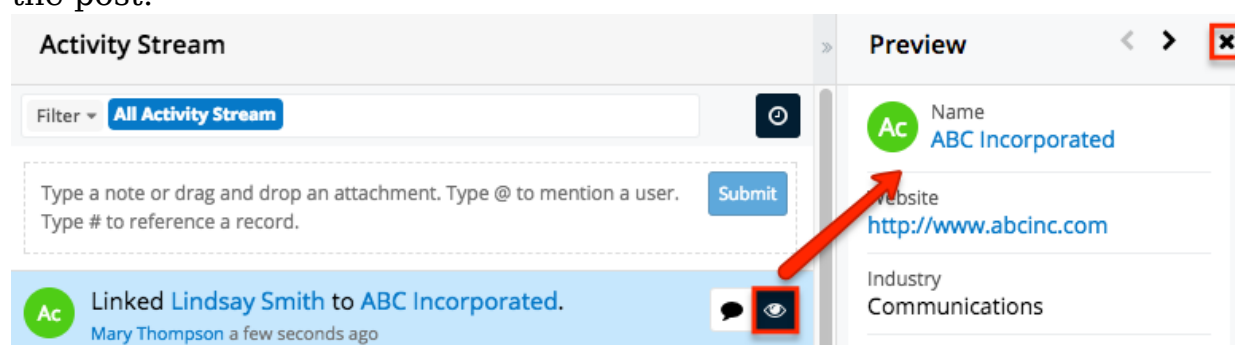 the post.
Activity Stream
Filter All Activity Stream
Type a note or drag and drop an attachment. Type @ to mention a user.
Type # to reference a record.
Submit
Ac
Linked Lindsay Smith to ABC Incorporated.
Mary Thompson a few seconds ago
» Preview
Ac
Name
ABC Incorporated
Website
http://www.abcinc.com
Industry
Communications